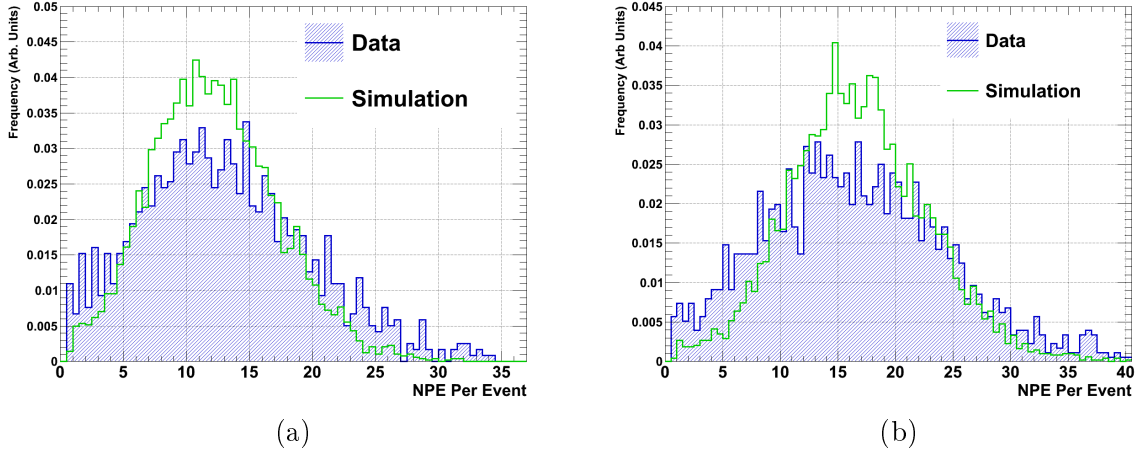 Frequency (Arb. Units)
0.05
0.045
0.04
0.035
0.03
0.025
0.02
0.015
0.01
0.005
0
0 5 10 15 20 25 30 35
NPE Per Event
Data
Simulation
(a)
Frequency (Arb Units)
0.045
0.04
0.035
0.03
0.025
0.02
0.015
0.01
0.005
0
0 5 10 15 20 25 30 35 40
NPE Per Event
Data
Simulation
(b)